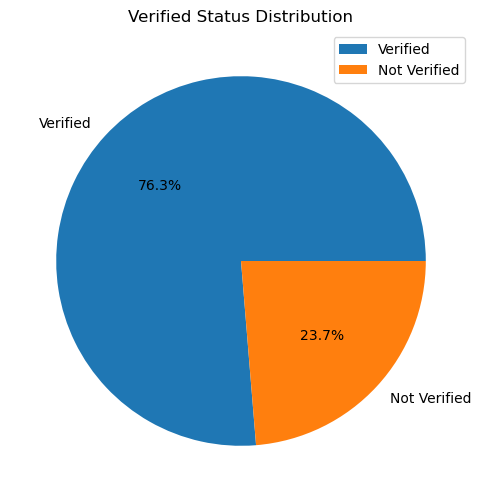 Verified Status Distribution
Verified
Not Verified
Verified
76.3%
23.7%
Not Verified